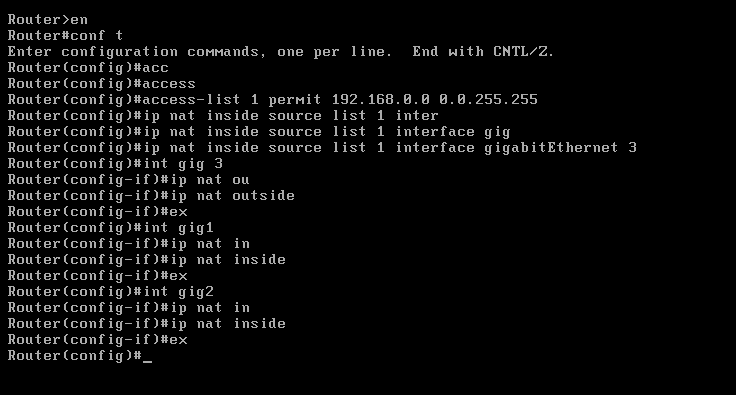 Router>en
Router#conf t
Enter configuration commands, one per line.  End with CNTL/Z.
Router(config)#acc
Router(config)#access
Router(config)#access-list 1 permit 192.168.0.0 0.0.255.255
Router(config)#ip nat inside source list 1 inter
Router(config)#ip nat inside source list 1 interface gig
Router(config)#ip nat inside source list 1 interface gigabitEthernet 3
Router(config)#int gig 3
Router(config-if)#ip nat ou
Router(config-if)#ip nat outside
Router(config-if)#ex
Router(config)#int gig1
Router(config-if)#ip nat in
Router(config-if)#ip nat inside
Router(config-if)#ex
Router(config)#int gig2
Router(config-if)#ip nat in
Router(config-if)#ip nat inside
Router(config-if)#ex
Router(config)#_